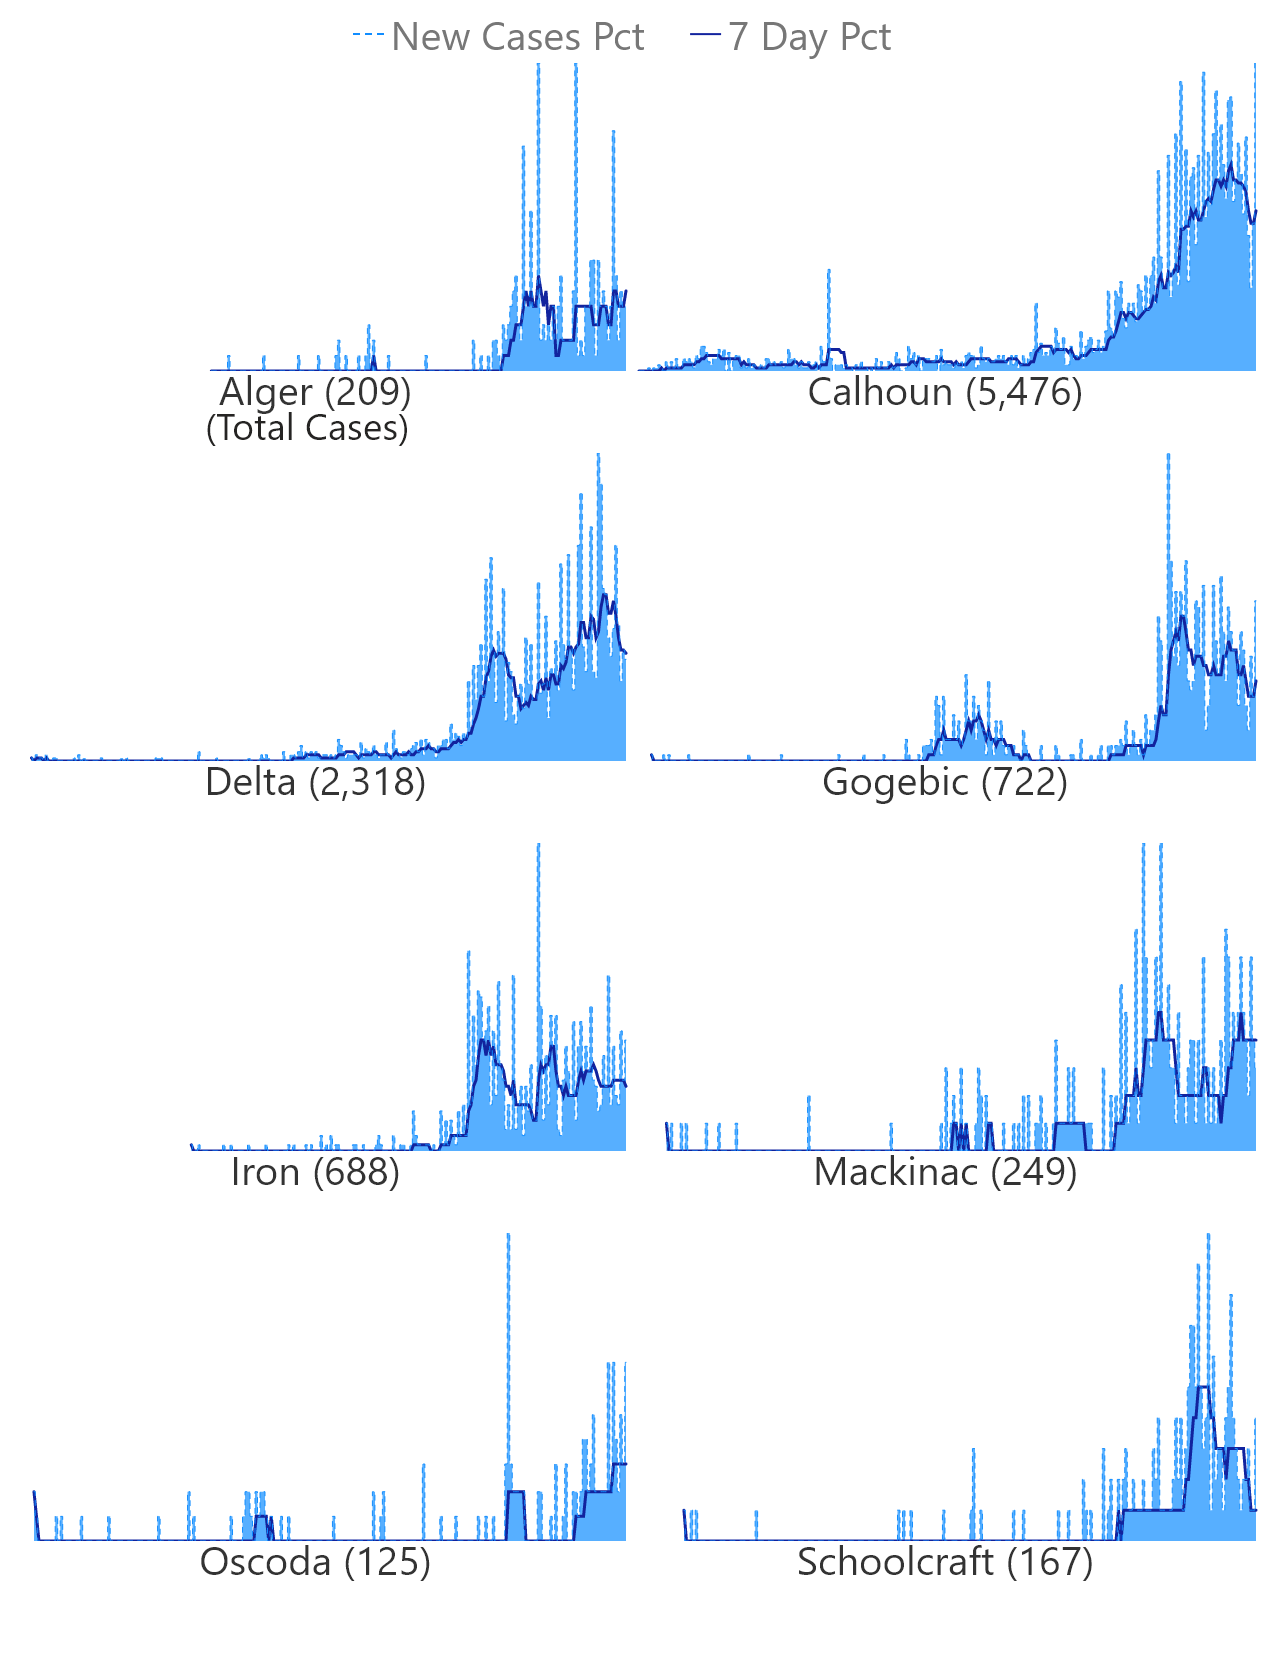 New Cases Pct 7 Day Pct
Alger (209) Calhoun (5,476)
(Total Cases)
Delta (2,318) Gogebic (722)
Iron (688) Mackinac (249)
Oscoda (125) Schoolcraft (167)